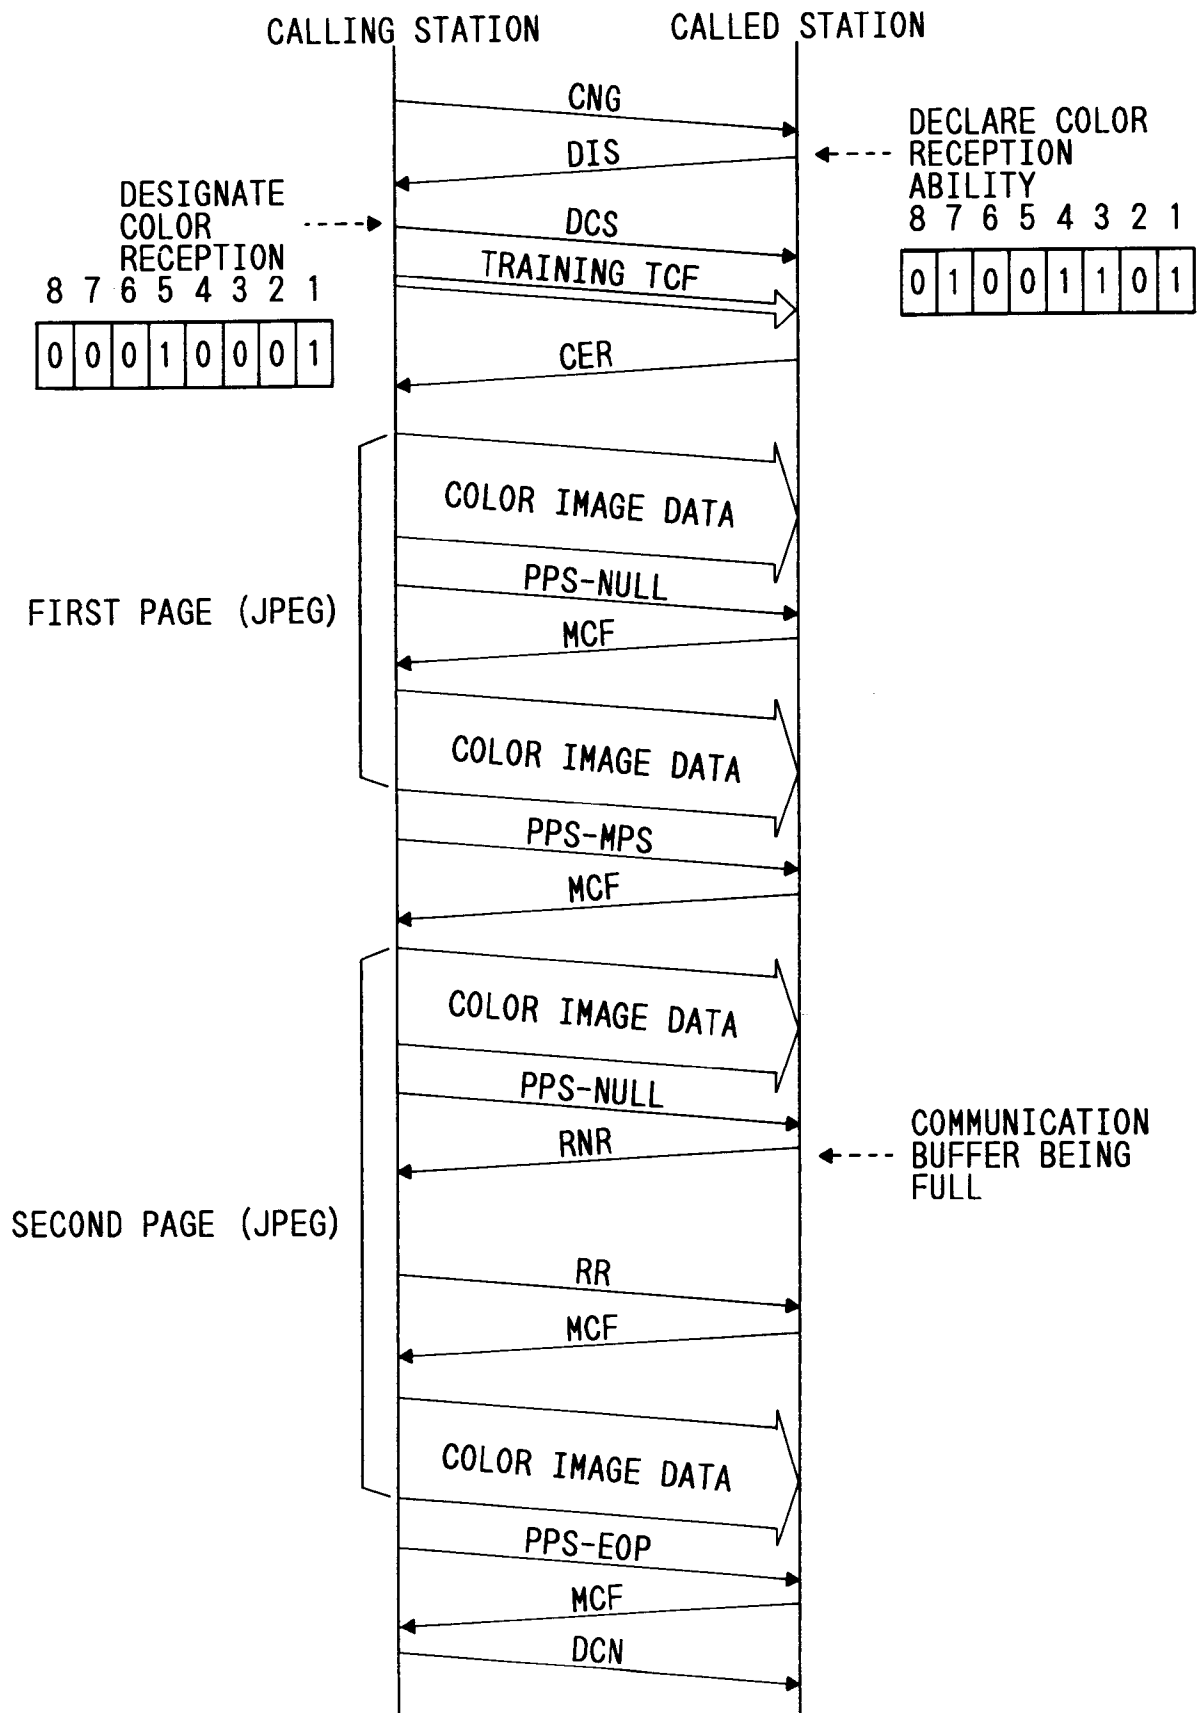 CALLING STATION
CALLED STATION
CNG
DECLARE COLOR
RECEPTION
ABILITY
DIS
8 7 6 5 4 3 2 1
0 1 0 0 1 1 0 1
DESIGNATE
COLOR
RECEPTION
DCS
8 7 6 5 4 3 2 1
0 0 0 1 0 0 0 1
TRAINING TCF
CER
COLOR IMAGE DATA
PPS-NULL
FIRST PAGE (JPEG)
MCF
COLOR IMAGE DATA
PPS-MPS
MCF
COLOR IMAGE DATA
PPS-NULL
RNR
COMMUNICATION
BUFFER BEING
FULL
SECOND PAGE (JPEG)
RR
MCF
COLOR IMAGE DATA
PPS-EOP
MCF
DCN